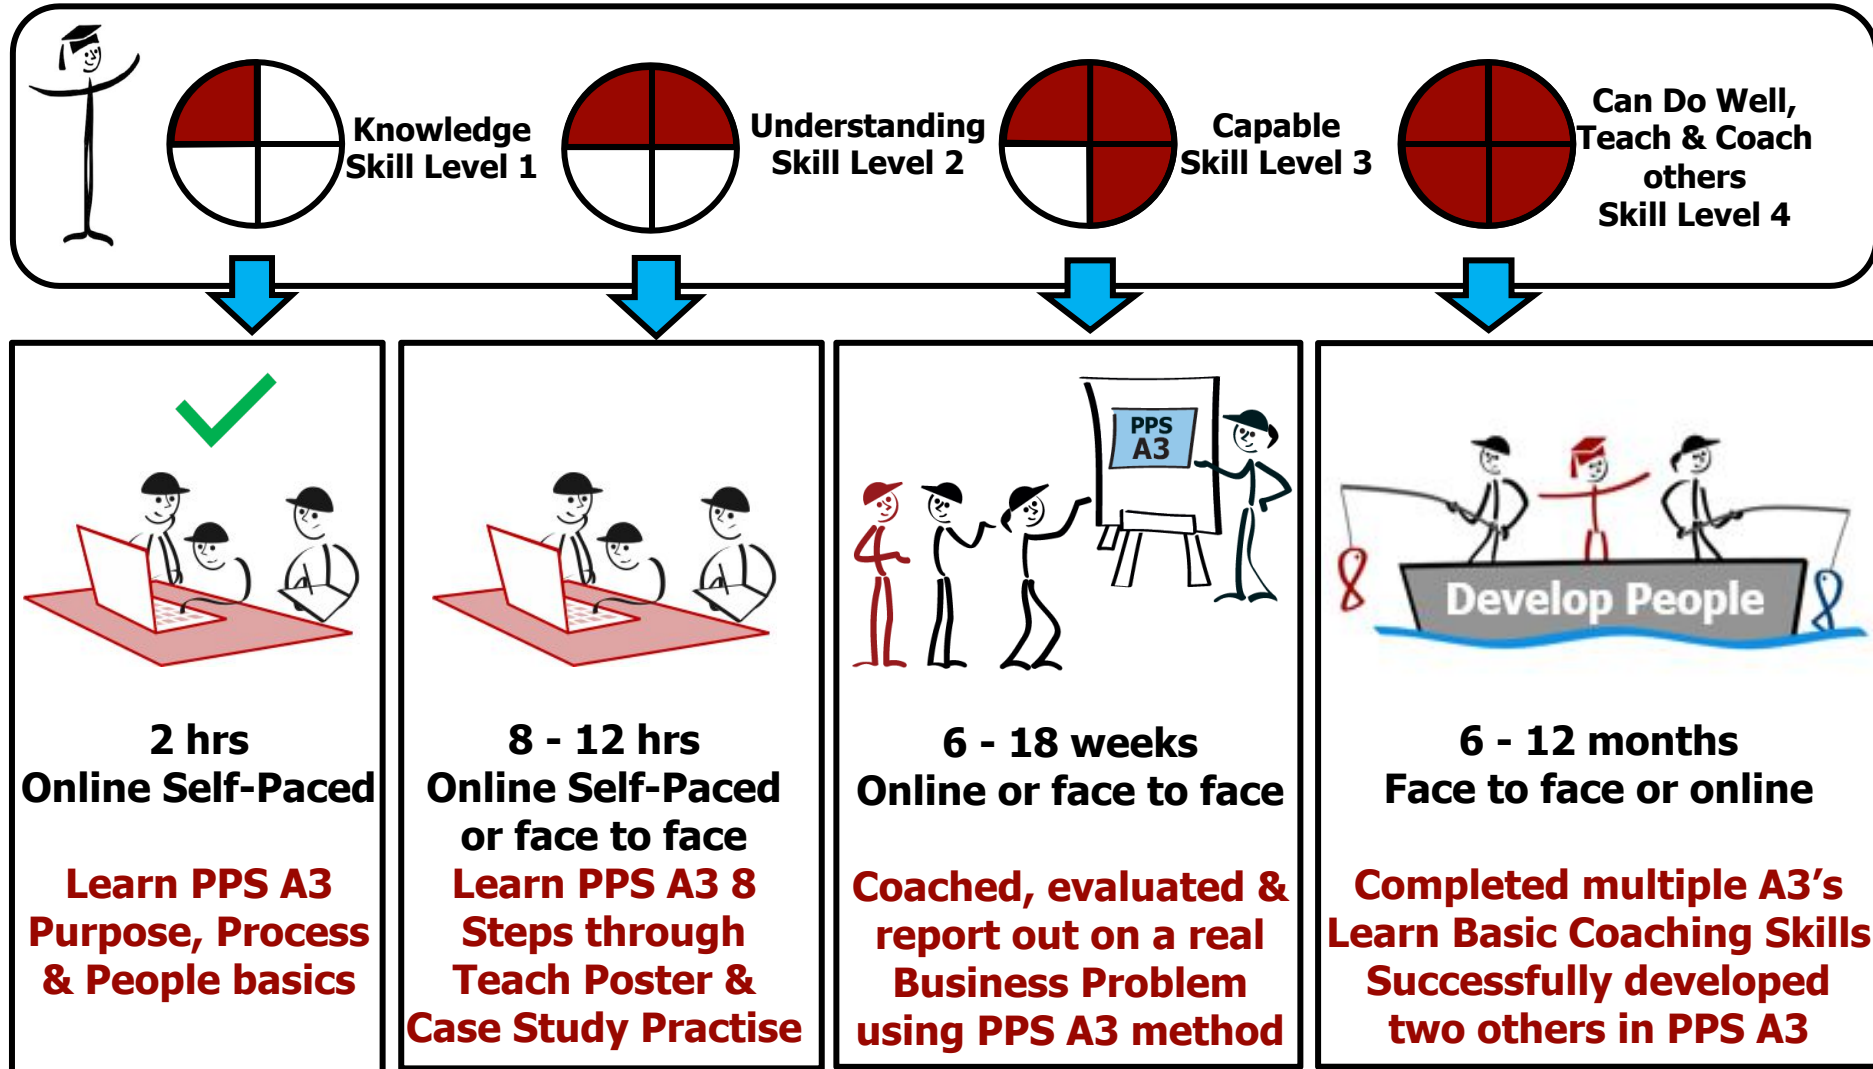 Knowledge
Skill Level 1
Understanding
Skill Level 2
Capable
Skill Level 3
Can Do Well,
Teach & Coach
others
Skill Level 4
2 hrs
Online Self-Paced
Learn PPS A3
Purpose, Process
& People basics
8 - 12 hrs
Online Self-Paced
or face to face
Learn PPS A3 8
Steps through
Teach Poster &
Case Study Practise
PPS
A3
6 - 18 weeks
Online or face to face
Coached, evaluated &
report out on a real
Business Problem
using PPS A3 method
Develop People
6 - 12 months
Face to face or online
Completed multiple A3’s
Learn Basic Coaching Skills
Successfully developed
two others in PPS A3